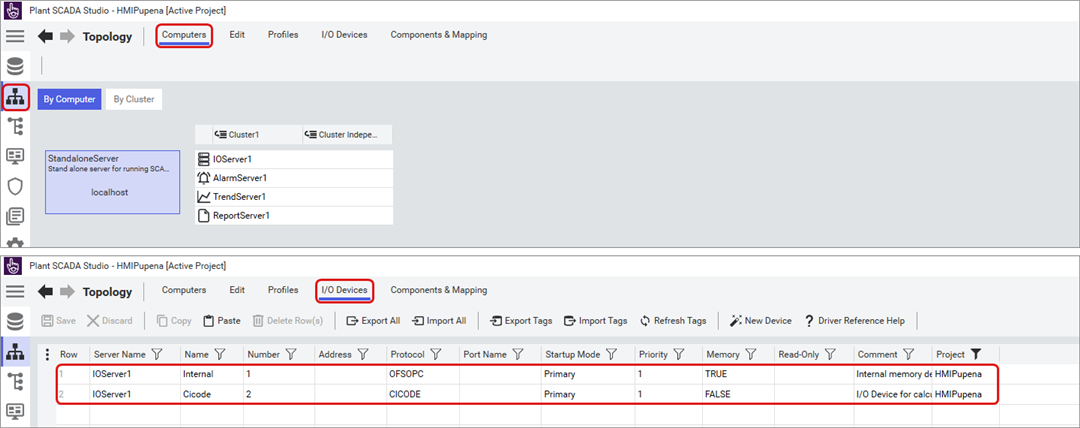 Plant SCADA Studio - HMIPupena [Active Project]
Topology Computers Edit Profiles I/O Devices Components & Mapping
By Computer By Cluster
Cluster1 Cluster Indepe...
StandaloneServer
Stand alone server for running SCA...
localhost
IOServer1
AlarmServer1
TrendServer1
ReportServer1
Plant SCADA Studio - HMIPupena [Active Project]
Topology Computers Edit Profiles I/O Devices Components & Mapping
Save Discard Copy Paste Delete Row(s) Export All Import All Export Tags Import Tags Refresh Tags New Device ? Driver Reference Help
Row Server Name Name Number Address Protocol Port Name Startup Mode Priority Memory Read-Only Comment Project
1 IOServer1 Internal 1 OFSOPC Primary 1 TRUE Internal memory de HMIPupena
2 IOServer1 Cicode 2 CICODE Primary 1 FALSE I/O Device for calcu HMIPupena